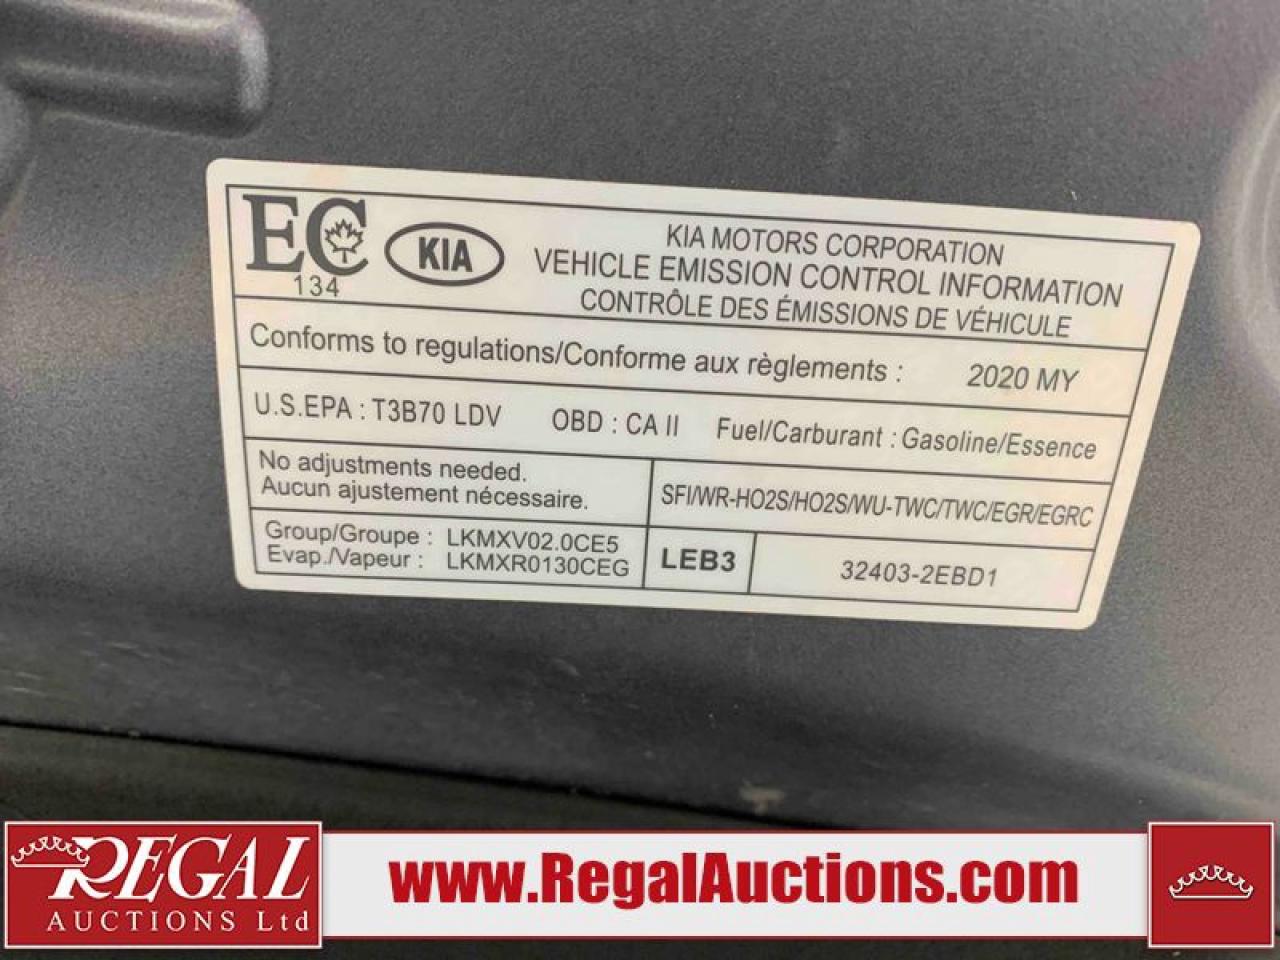 EC
134
KIA
KIA MOTORS CORPORATION
VEHICLE EMISSION CONTROL INFORMATION
CONTRÔLE DES ÉMISSIONS DE VÉHICULE
Conforms to regulations/Conforme aux règlements : 2020 MY
U.S.EPA : T3B70 LDV OBD : CA II Fuel/Carburant : Gasoline/Essence
No adjustments needed.
Aucun ajustement nécessaire.
SFI/WR-HO2S/HO2S/WU-TWC/TWC/EGR/EGRC
Group/Groupe : LKMXV02.0CE5
Evap./Vapeur : LKMXR0130CEG
LEB3
32403-2EBD1
REGAL
AUCTIONS Ltd
www.RegalAuctions.com